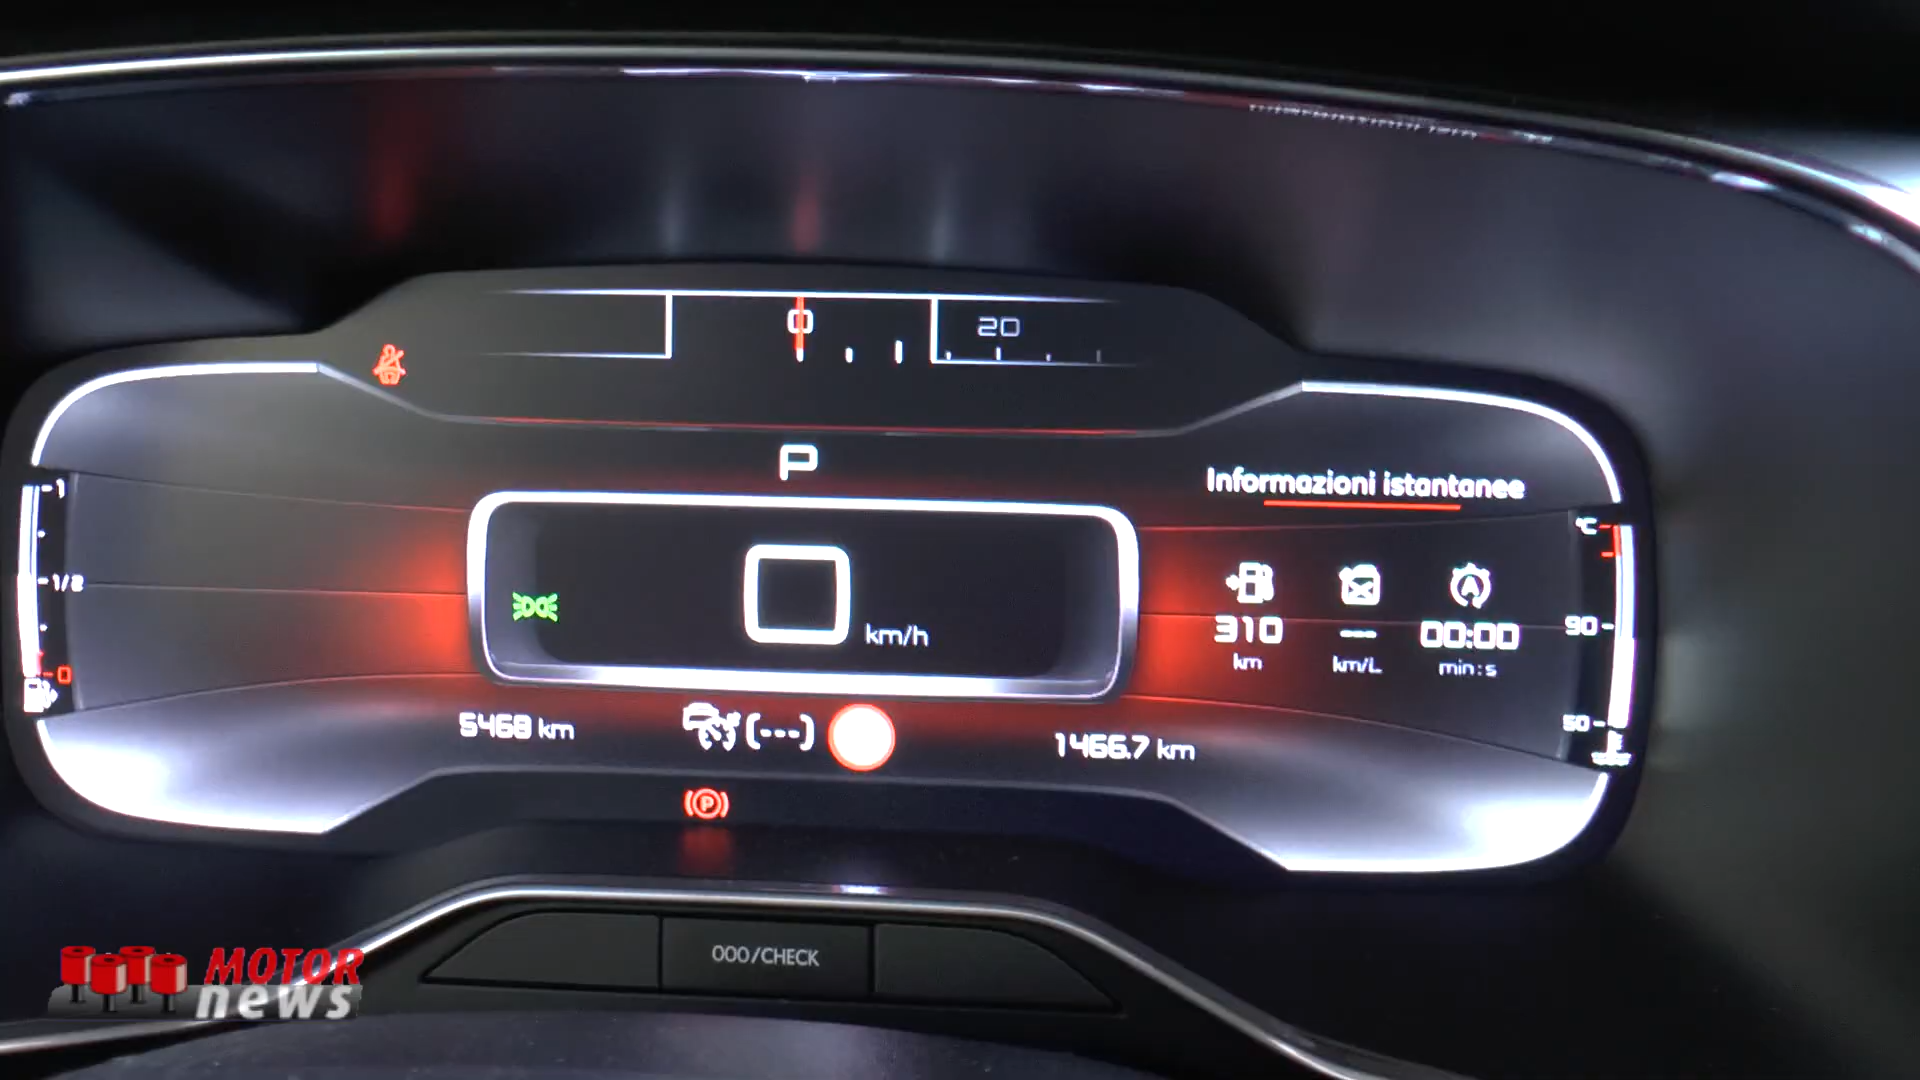 0
20
P
Informazioni istantanee
1
1/2
0
0 km/h
310
km
---
km/L
A
00:00
min:s
°C
90
50
5468 km
(---)
1466.7 km
P
000/CHECK
MOTOR
news